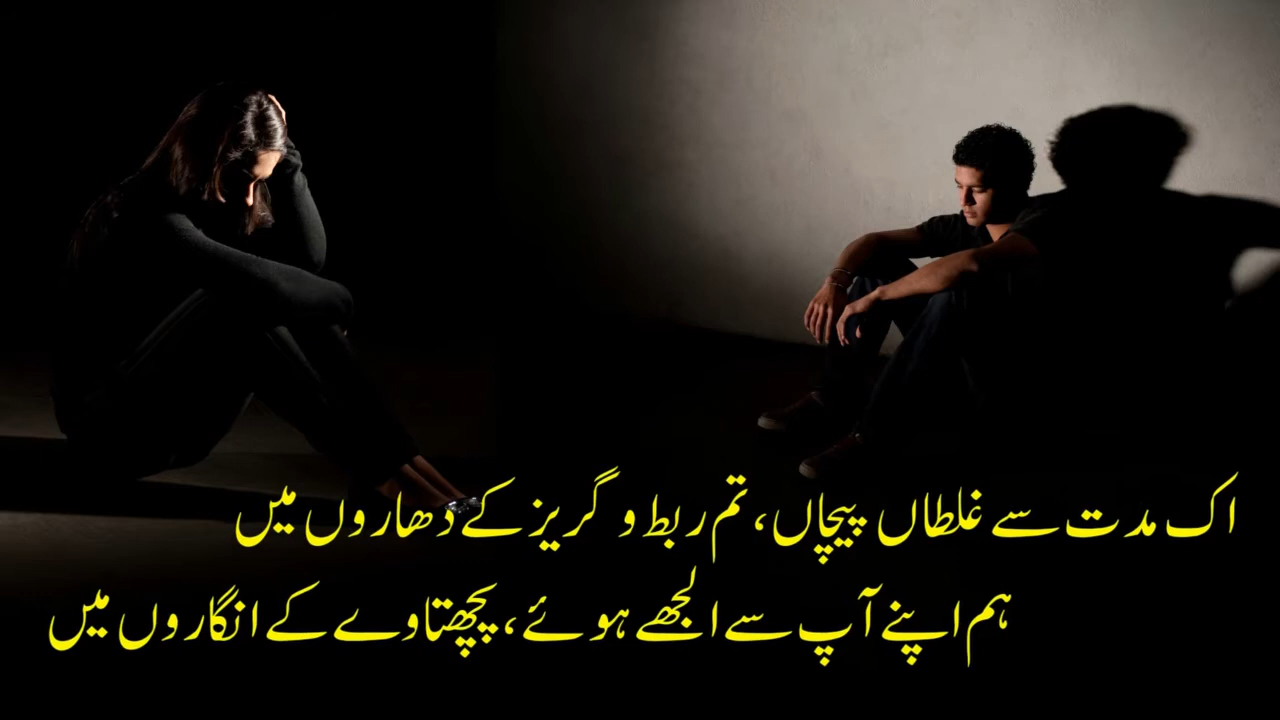 اک مدت سے غلطاں پیچاں، تم ربط و گریز کے دھاروں میں
ہم اپنے آپ سے الجھے ہوئے، پچھتاوے کے انگاروں میں